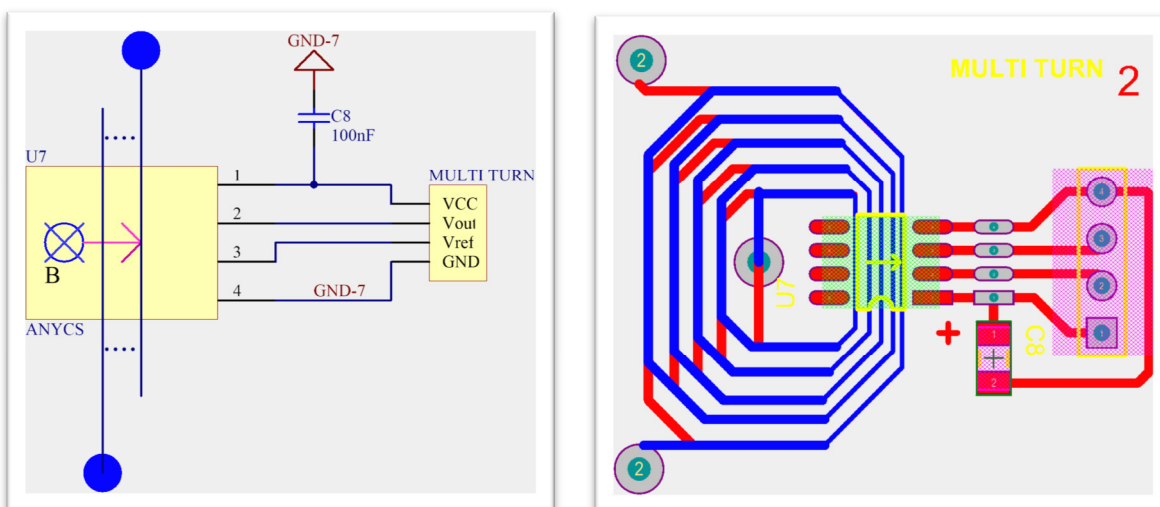 GND-7
C8
100nF
U7
1
MULTI TURN
VCC
2
Vout
Vref
3
GND
B
4
GND-7
ANYCS
2
MULTI TURN 2
4
3
2
U7
1
+
1
C8
2
2